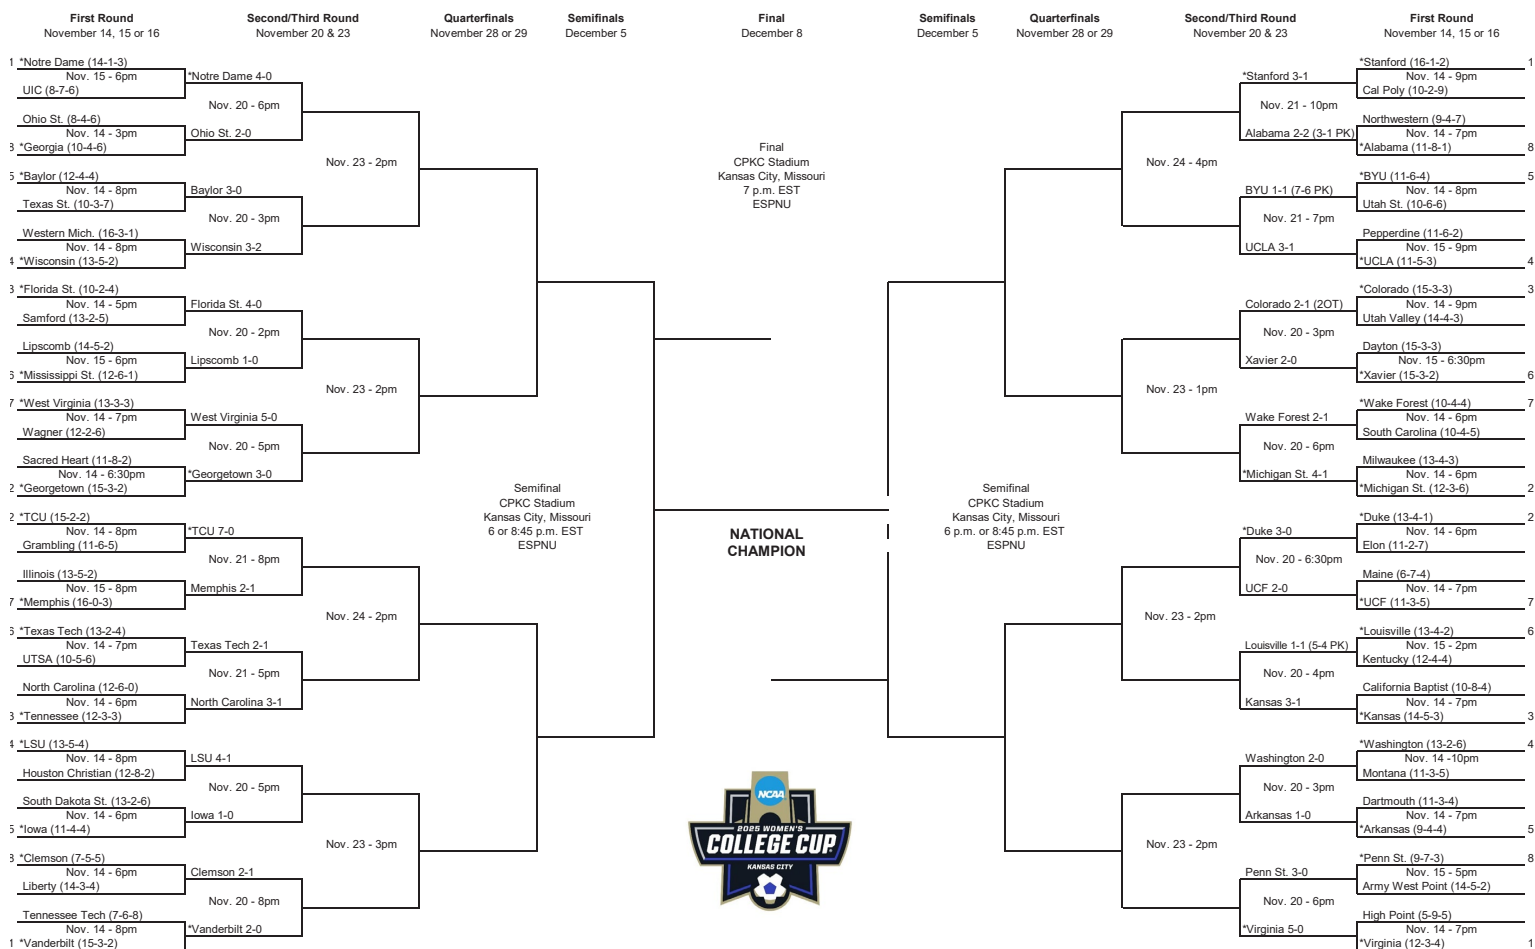 First Round
November 14, 15 or 16
Second/Third Round
November 20 & 23
Quarterfinals
November 28 or 29
Semifinals
December 5
Final
December 8
Semifinals
December 5
Quarterfinals
November 28 or 29
Second/Third Round
November 20 & 23
First Round
November 14, 15 or 16
1 *Notre Dame (14-1-3)
Nov. 15 - 6pm
UIC (8-7-6)
*Notre Dame 4-0
Nov. 20 - 6pm
Ohio St. (8-4-6)
Nov. 14 - 3pm
8 *Georgia (10-4-6)
Ohio St. 2-0
Nov. 23 - 2pm
5 *Baylor (12-4-4)
Nov. 14 - 8pm
Texas St. (10-3-7)
Baylor 3-0
Nov. 20 - 3pm
Western Mich. (16-3-1)
Nov. 14 - 8pm
4 *Wisconsin (13-5-2)
Wisconsin 3-2
3 *Florida St. (10-2-4)
Nov. 14 - 5pm
Samford (13-2-5)
Florida St. 4-0
Nov. 20 - 2pm
Lipscomb (14-5-2)
Nov. 15 - 6pm
6 *Mississippi St. (12-6-1)
Lipscomb 1-0
Nov. 23 - 2pm
7 *West Virginia (13-3-3)
Nov. 14 - 7pm
Wagner (12-2-6)
West Virginia 5-0
Nov. 20 - 5pm
Sacred Heart (11-8-2)
Nov. 14 - 6:30pm
2 *Georgetown (15-3-2)
*Georgetown 3-0
2 *TCU (15-2-2)
Nov. 14 - 8pm
Grambling (11-6-5)
*TCU 7-0
Nov. 21 - 8pm
Illinois (13-5-2)
Nov. 15 - 8pm
7 *Memphis (16-0-3)
Memphis 2-1
Nov. 24 - 2pm
6 *Texas Tech (13-2-4)
Nov. 14 - 7pm
UTSA (10-5-6)
Texas Tech 2-1
Nov. 21 - 5pm
North Carolina (12-6-0)
Nov. 14 - 6pm
3 *Tennessee (12-3-3)
North Carolina 3-1
4 *LSU (13-5-4)
Nov. 14 - 8pm
Houston Christian (12-8-2)
LSU 4-1
Nov. 20 - 5pm
South Dakota St. (13-2-6)
Nov. 14 - 6pm
5 *Iowa (11-4-4)
Iowa 1-0
Nov. 23 - 3pm
8 *Clemson (7-5-5)
Nov. 14 - 6pm
Liberty (14-3-4)
Clemson 2-1
Nov. 20 - 8pm
Tennessee Tech (7-6-8)
Nov. 14 - 8pm
1 *Vanderbilt (15-3-2)
*Vanderbilt 2-0
Final
CPKC Stadium
Kansas City, Missouri
7 p.m. EST
ESPNU
Semifinal
CPKC Stadium
Kansas City, Missouri
6 or 8:45 p.m. EST
ESPNU
NATIONAL
CHAMPION
Semifinal
CPKC Stadium
Kansas City, Missouri
6 p.m. or 8:45 p.m. EST
ESPNU
NCAA
2025 WOMEN'S
COLLEGE CUP
KANSAS CITY
*Stanford (16-1-2) 1
Nov. 14 - 9pm
Cal Poly (10-2-9)
*Stanford 3-1
Nov. 21 - 10pm
Northwestern (9-4-7)
Nov. 14 - 7pm
*Alabama (11-8-1) 8
Alabama 2-2 (3-1 PK)
Nov. 24 - 4pm
*BYU (11-6-4) 5
Nov. 14 - 8pm
Utah St. (10-6-6)
BYU 1-1 (7-6 PK)
Nov. 21 - 7pm
Pepperdine (11-6-2)
Nov. 15 - 9pm
*UCLA (11-5-3) 4
UCLA 3-1
*Colorado (15-3-3) 3
Nov. 14 - 9pm
Utah Valley (14-4-3)
Colorado 2-1 (2OT)
Nov. 20 - 3pm
Dayton (15-3-3)
Nov. 15 - 6:30pm
*Xavier (15-3-2) 6
Xavier 2-0
Nov. 23 - 1pm
*Wake Forest (10-4-4) 7
Nov. 14 - 6pm
South Carolina (10-4-5)
Wake Forest 2-1
Nov. 20 - 6pm
Milwaukee (13-4-3)
Nov. 14 - 6pm
*Michigan St. (12-3-6) 2
*Michigan St. 4-1
*Duke (13-4-1) 2
Nov. 14 - 6pm
Elon (11-2-7)
*Duke 3-0
Nov. 20 - 6:30pm
Maine (6-7-4)
Nov. 14 - 7pm
*UCF (11-3-5) 7
UCF 2-0
Nov. 23 - 2pm
*Louisville (13-4-2) 6
Nov. 15 - 2pm
Kentucky (12-4-4)
Louisville 1-1 (5-4 PK)
Nov. 20 - 4pm
California Baptist (10-8-4)
Nov. 14 - 7pm
*Kansas (14-5-3) 3
Kansas 3-1
*Washington (13-2-6) 4
Nov. 14 -10pm
Montana (11-3-5)
Washington 2-0
Nov. 20 - 3pm
Dartmouth (11-3-4)
Nov. 14 - 7pm
*Arkansas (9-4-4) 5
Arkansas 1-0
Nov. 23 - 2pm
*Penn St. (9-7-3) 8
Nov. 15 - 5pm
Army West Point (14-5-2)
Penn St. 3-0
Nov. 20 - 6pm
High Point (5-9-5)
Nov. 14 - 7pm
*Virginia (12-3-4) 1
*Virginia 5-0